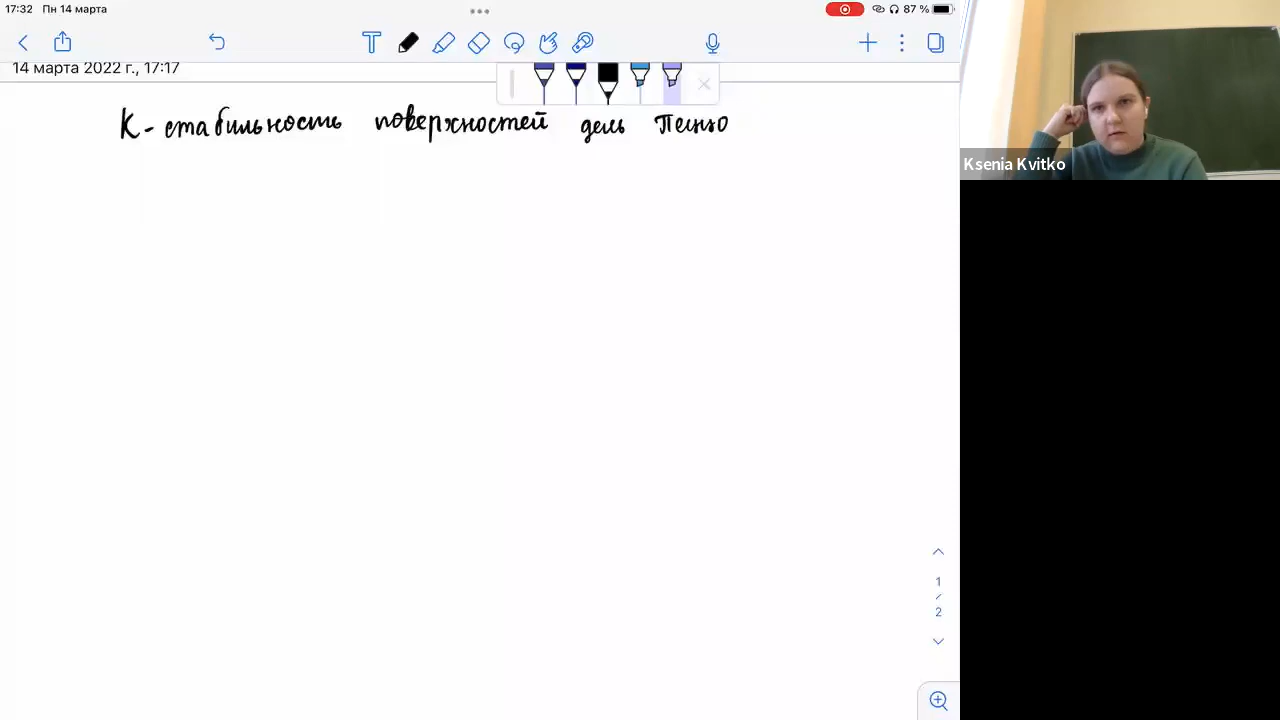 17:32 Пн 14 марта
87 %
14 марта 2022 г., 17:17
К-стабильность поверхностей дель Пеццо
Ksenia Kvitko
1
/
2